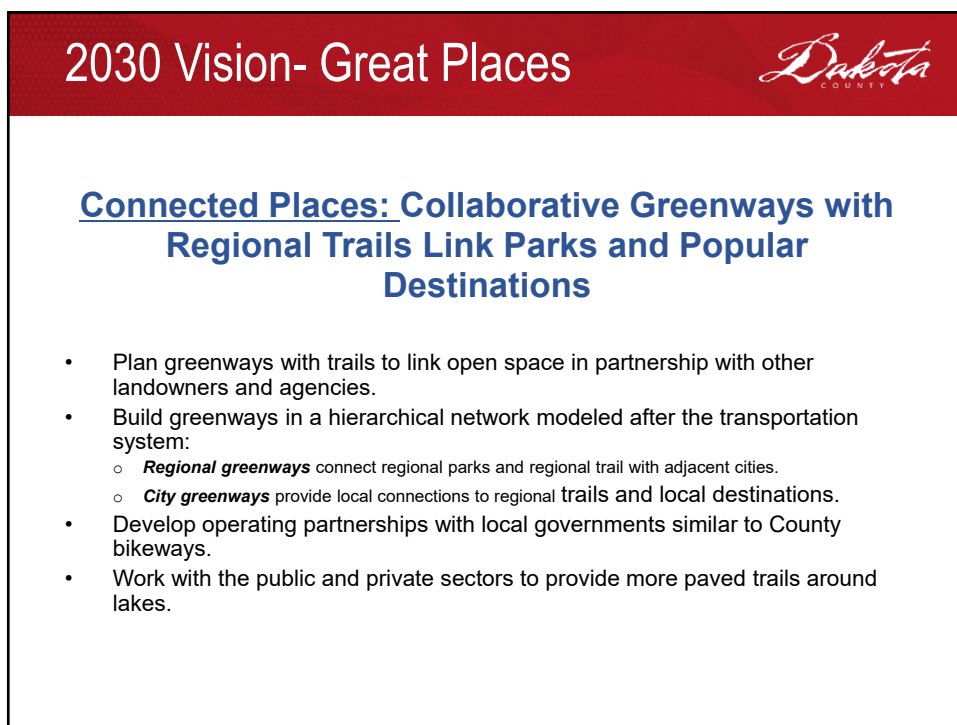 2030 Vision- Great Places
Dakota
COUNTY
Connected Places: Collaborative Greenways with
Regional Trails Link Parks and Popular
Destinations
• Plan greenways with trails to link open space in partnership with other
landowners and agencies.
• Build greenways in a hierarchical network modeled after the transportation
system:
o Regional greenways connect regional parks and regional trail with adjacent cities.
o City greenways provide local connections to regional trails and local destinations.
• Develop operating partnerships with local governments similar to County
bikeways.
• Work with the public and private sectors to provide more paved trails around
lakes.